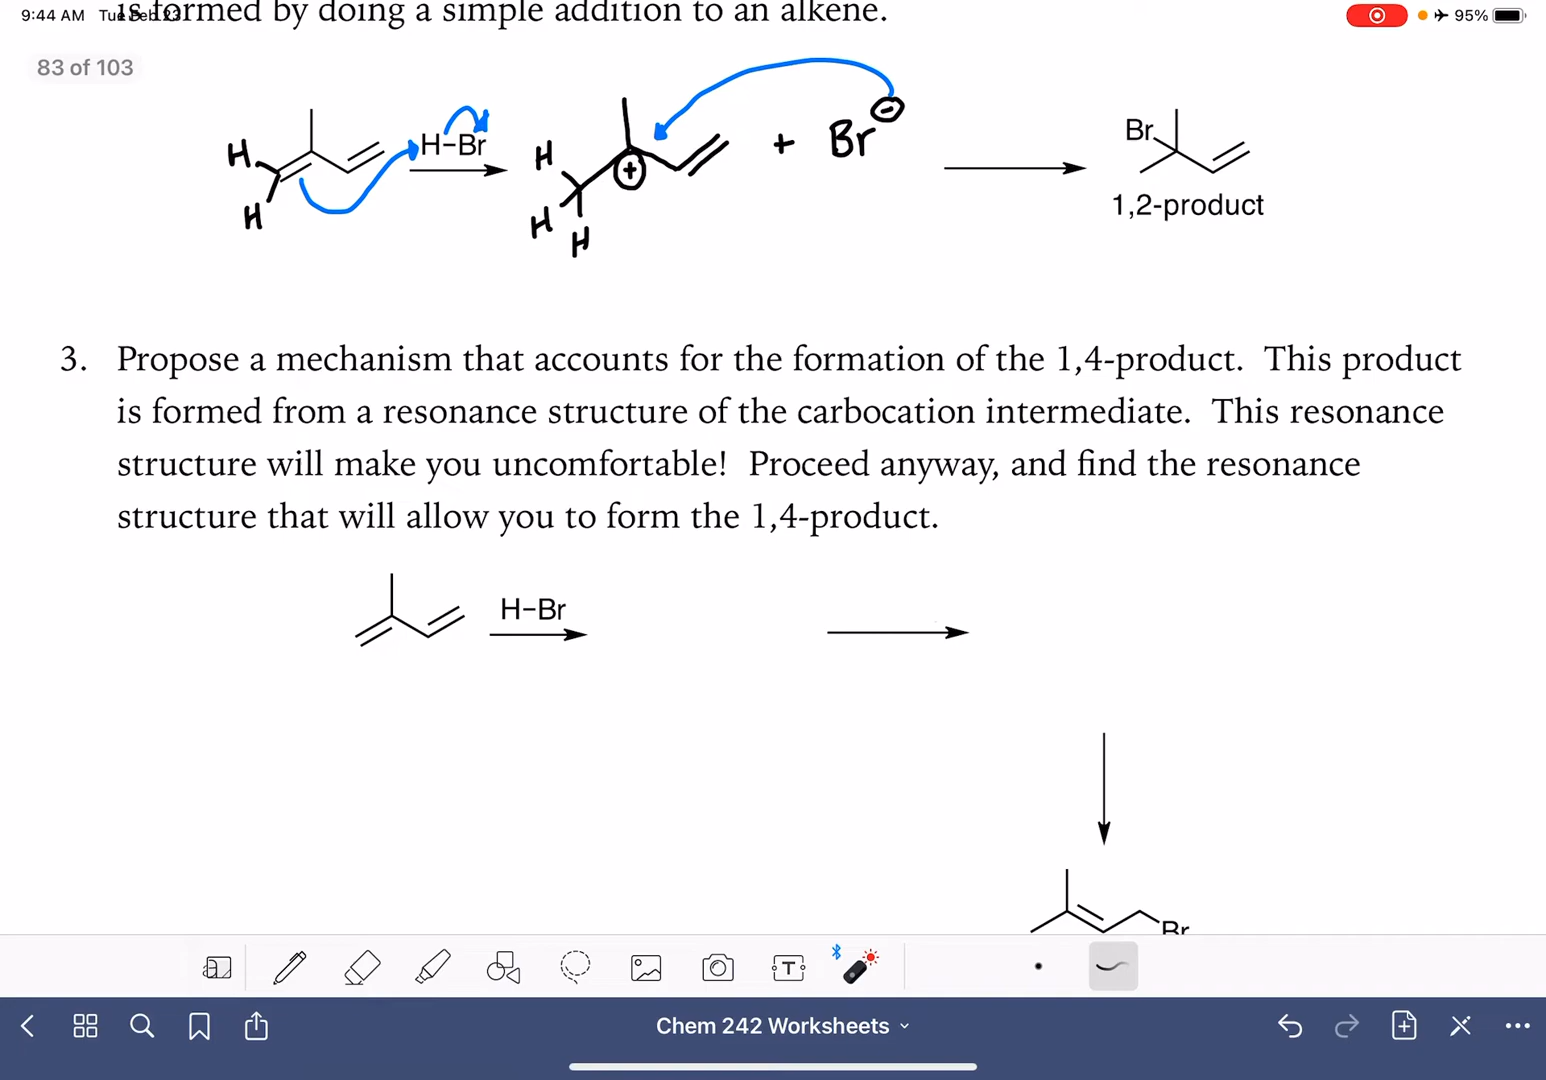 is formed by doing a simple addition to an alkene.
9:44 AM Tue Feb 23
95%
83 of 103
H
H
H-Br
H
H
H
+
+ Br -
Br
1,2-product
3. Propose a mechanism that accounts for the formation of the 1,4-product. This product
is formed from a resonance structure of the carbocation intermediate. This resonance
structure will make you uncomfortable! Proceed anyway, and find the resonance
structure that will allow you to form the 1,4-product.
H-Br
Br
a
T
Chem 242 Worksheets